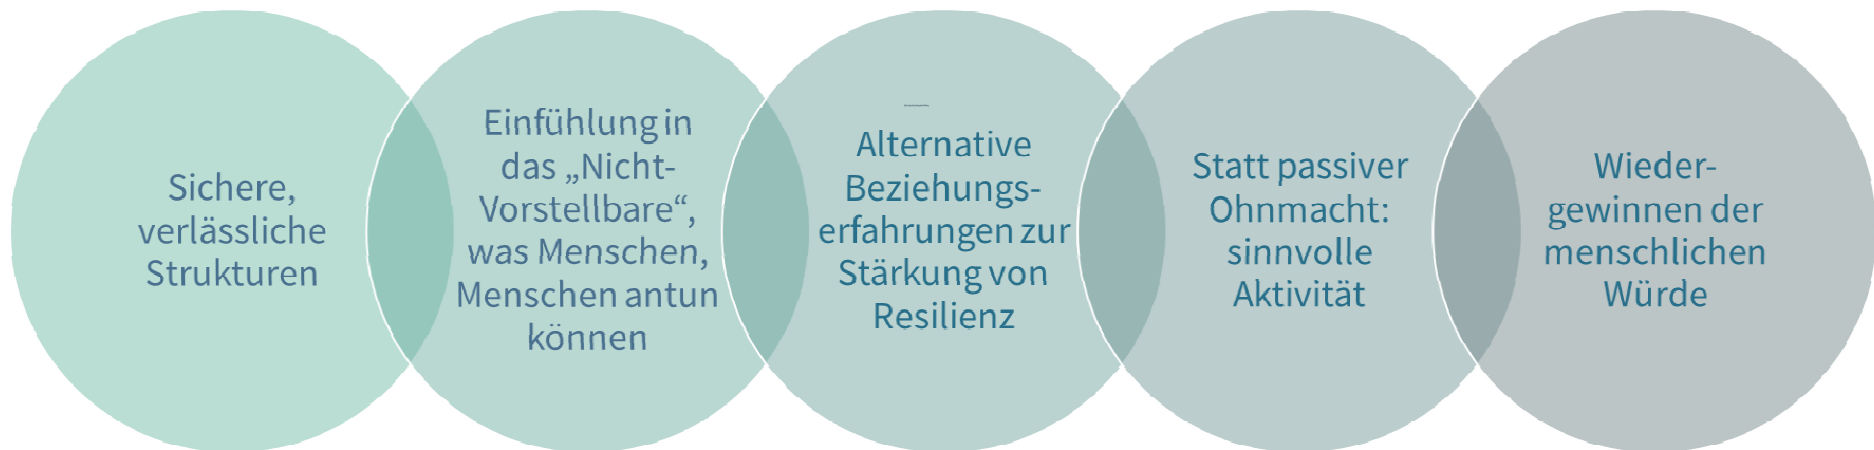 Sichere,
verlässliche
Strukturen
Einfühlung in
das „Nicht-
Vorstellbare“,
was Menschen,
Menschen antun
können
Alternative
Beziehungs-
erfahrungen zur
Stärkung von
Resilienz
Statt passiver
Ohnmacht:
sinnvolle
Aktivität
Wieder-
gewinnen der
menschlichen
Würde